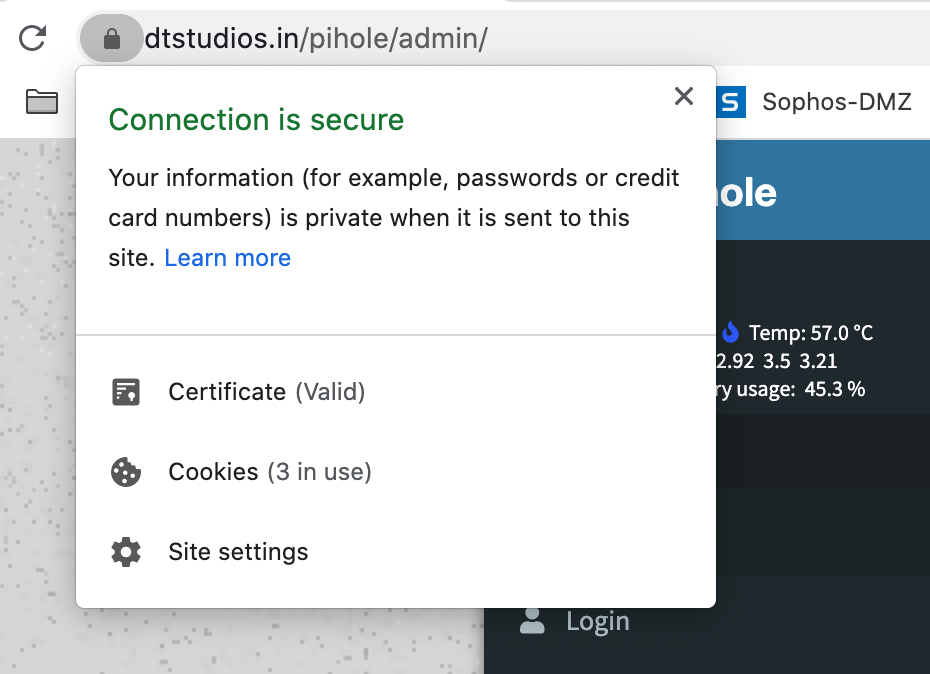 dtstudios.in/pihole/admin/
Sophos-DMZ
Connection is secure
Your information (for example, passwords or credit
card numbers) is private when it is sent to this
site. Learn more
Certificate (Valid)
Cookies (3 in use)
Site settings
ole
Temp: 57.0 °C
2.92 3.5 3.21
ry usage: 45.3 %
Login